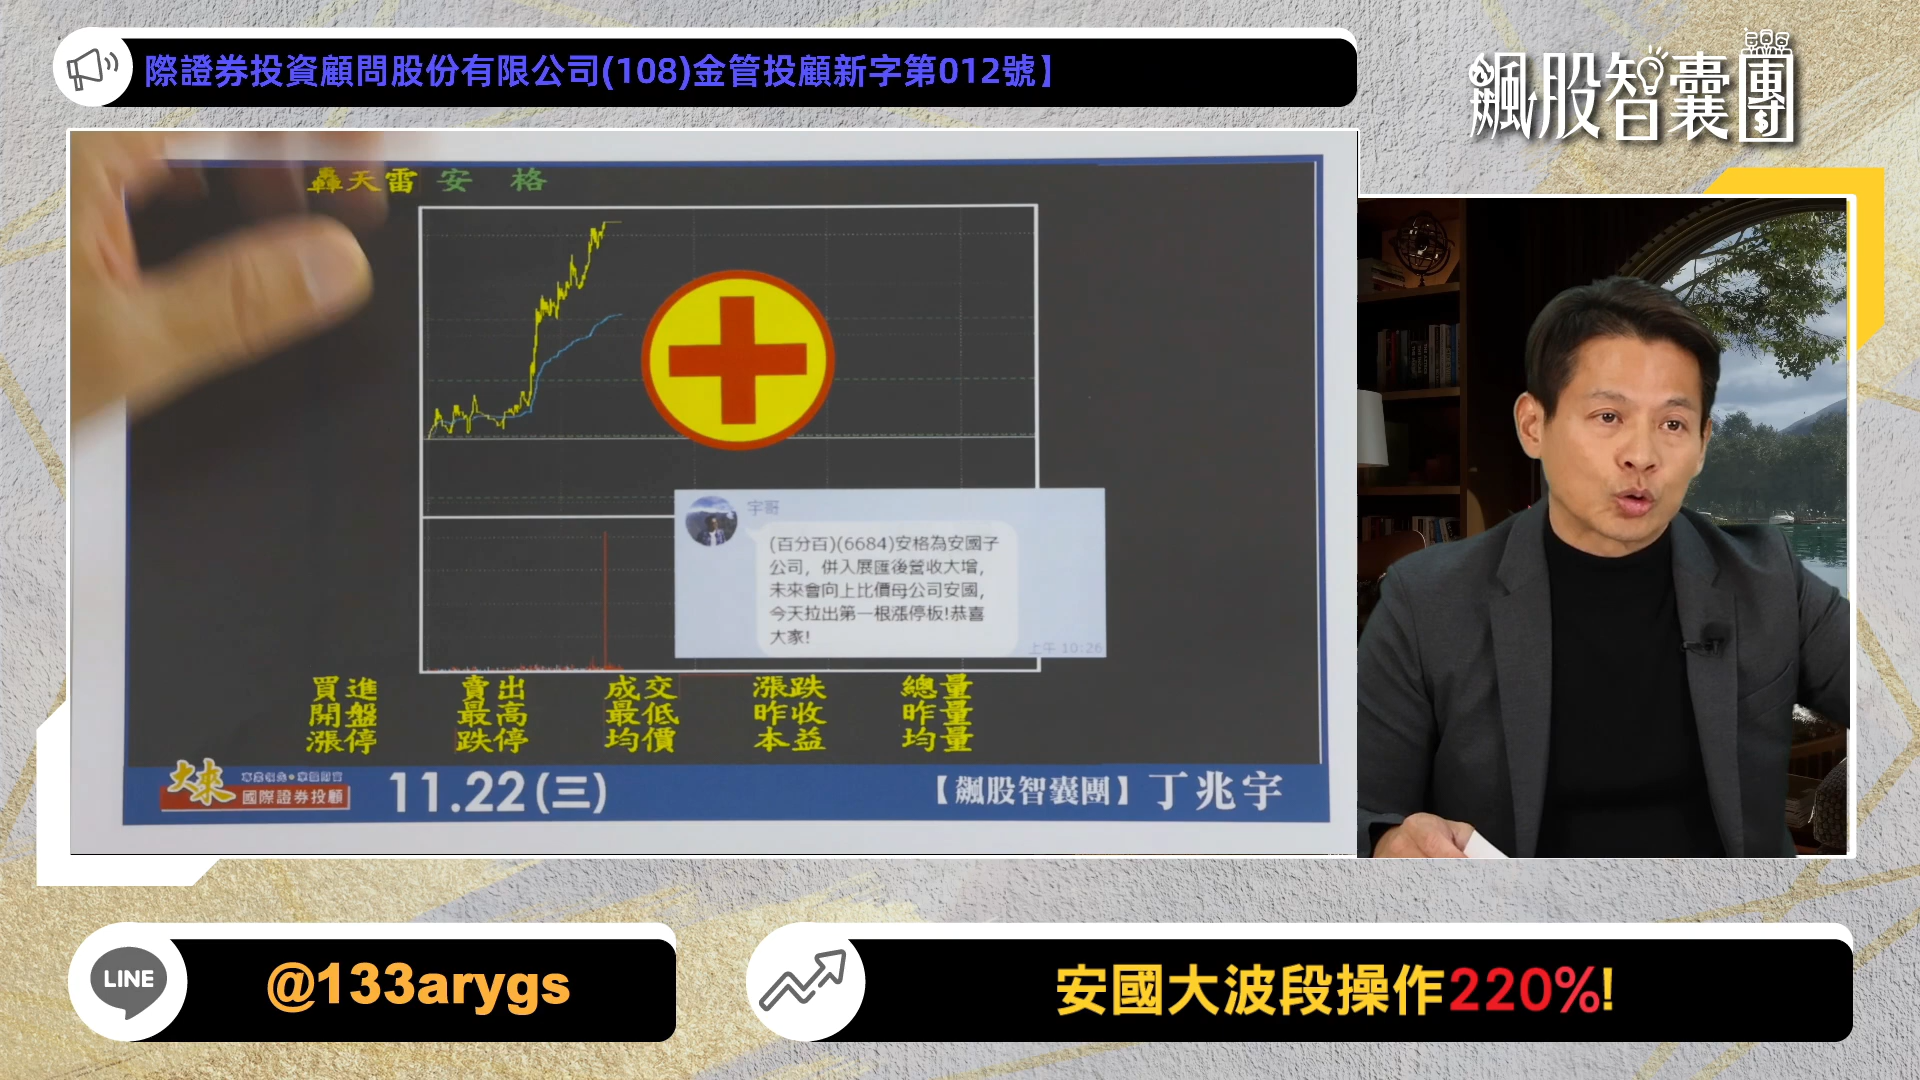 際證券投資顧問股份有限公司(108)金管投顧新字第012號】
飆股智囊團
轟天雷 安 格
宇哥
(百分百)(6684)安格為安國子
公司，併入展匯後營收大增，
未來會向上比價母公司安國，
今天拉出第一根漲停板!恭喜
大家!
上午 10:26
買進 賣出 成交 漲跌 總量
開盤 最高 最低 昨收 昨量
漲停 跌停 均價 本益 均量
大來
國際證券投顧
11.22(三)
【飆股智囊團】丁兆宇
LINE
@133arygs
安國大波段操作220%!